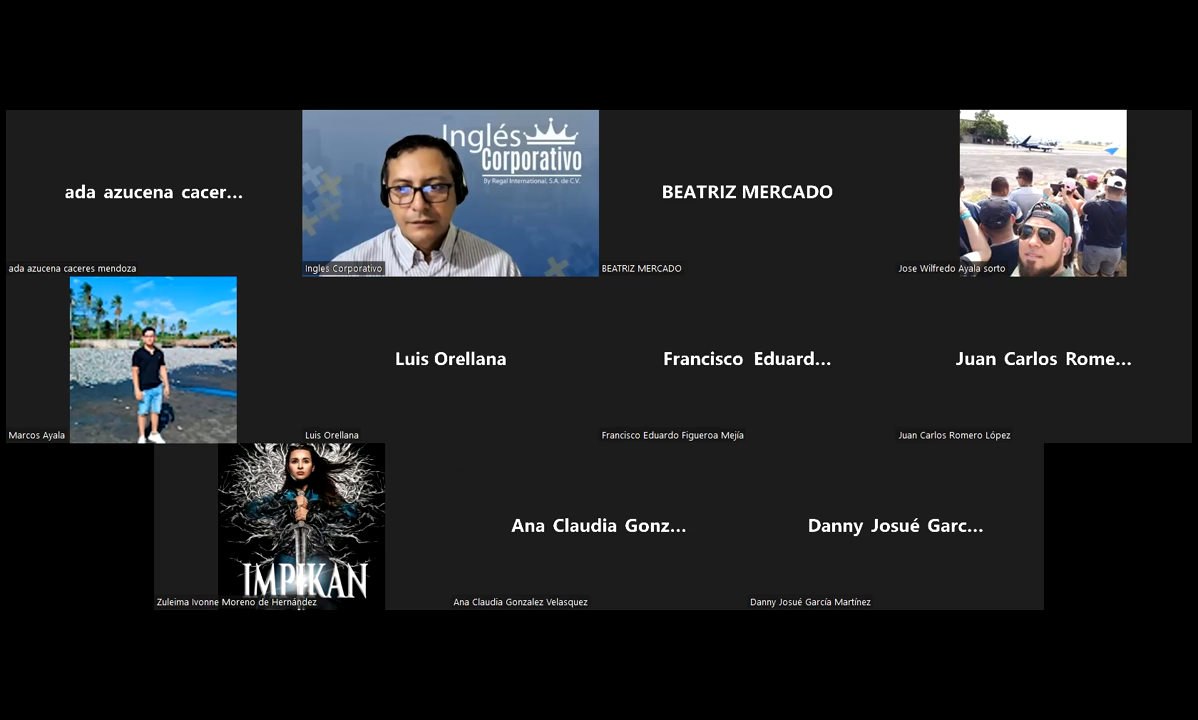 ada azucena cacer...
ada azucena caceres mendoza
Inglés
Corporativo
By Regal International, S.A. de C.V.
Ingles Corporativo
BEATRIZ MERCADO
BEATRIZ MERCADO
Jose Wilfredo Ayala sorto
Marcos Ayala
Luis Orellana
Luis Orellana
Francisco Eduard...
Francisco Eduardo Figueroa Mejía
Juan Carlos Rome...
Juan Carlos Romero López
IMPIKAN
Zuleima Ivonne Moreno de Hernández
Ana Claudia Gonz...
Ana Claudia Gonzalez Velasquez
Danny Josué Garc...
Danny Josué García Martínez